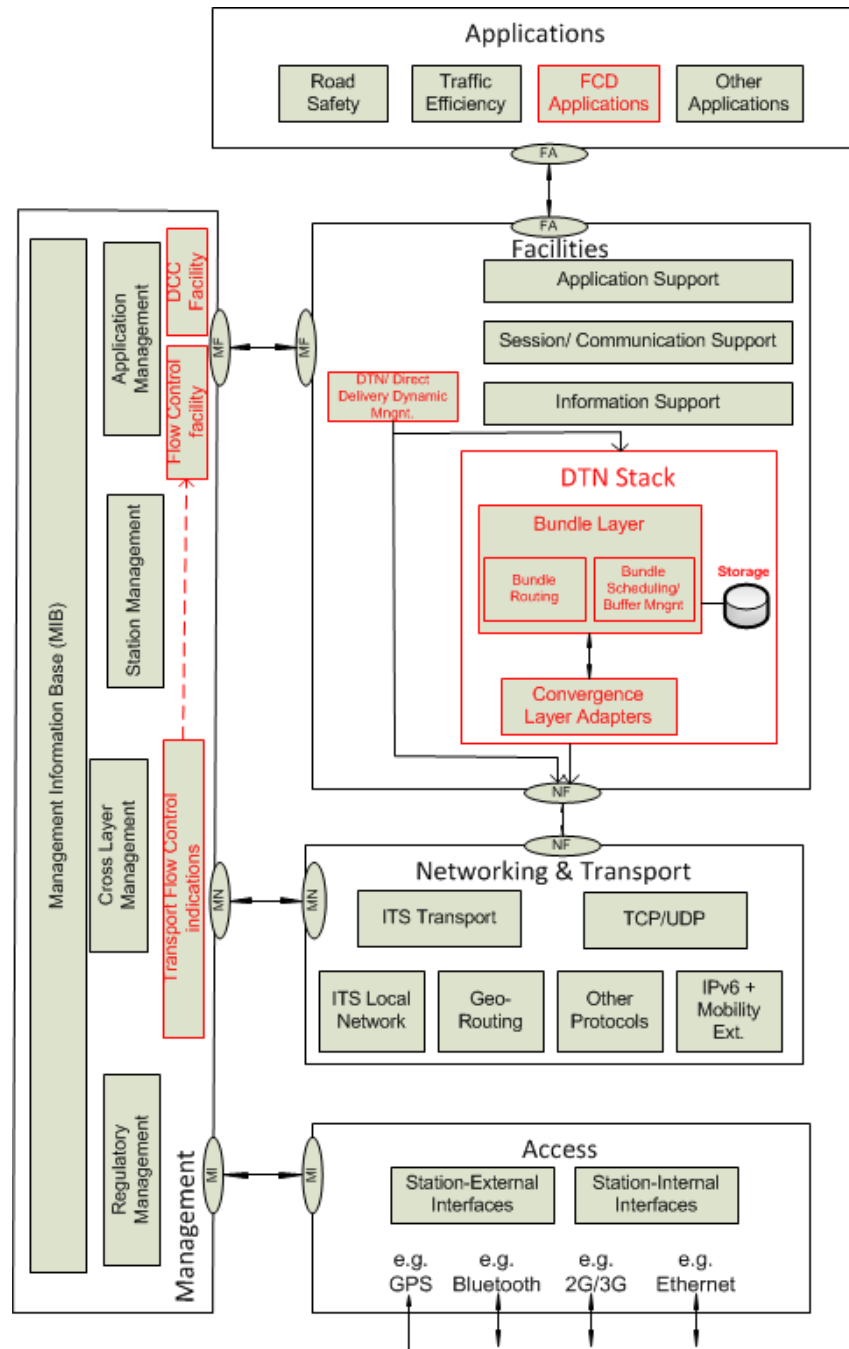 Applications
Road
Safety
Traffic
Efficiency
FCD
Applications
Other
Applications
FA
FA
Facilities
Application Support
Session/ Communication Support
Information Support
DTN/ Direct
Delivery Dynamic
Mngnt.
DTN Stack
Bundle Layer
Bundle
Routing
Bundle
Scheduling/
Buffer Mngnt
Storage
Convergence
Layer Adapters
NF
NF
Networking & Transport
ITS Transport
TCP/UDP
ITS Local
Network
Geo-
Routing
Other
Protocols
IPv6 +
Mobility
Ext.
Access
Station-External
Interfaces
Station-Internal
Interfaces
e.g.
GPS
e.g.
Bluetooth
e.g.
2G/3G
e.g.
Ethernet
Management
Management Information Base (MIB)
Application
Management
DCC
Facility
Flow Control
facility
Station Management
Cross Layer
Management
Transport Flow Control
indications
Regulatory
Management
MF
MF
MN
MN
MI
MI